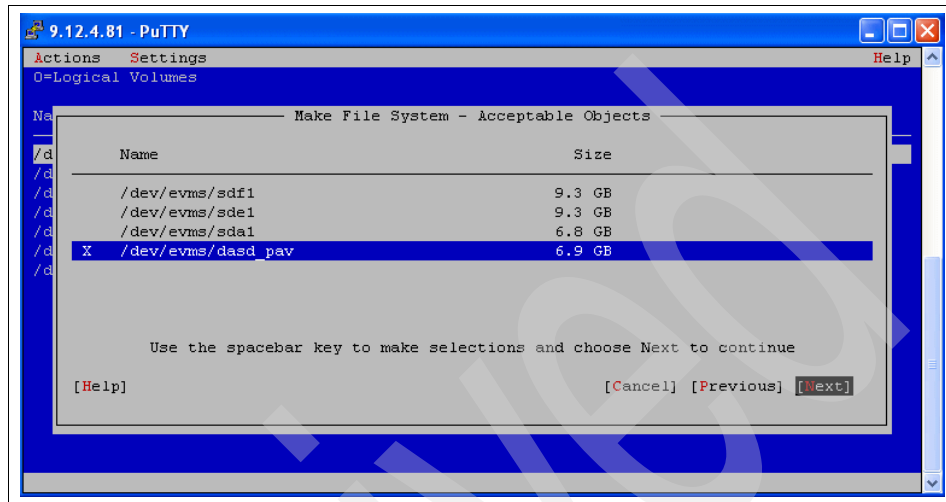 9.12.4.81 - PuTTY
Actions Settings Help
0=Logical Volumes
Na
Make File System - Acceptable Objects
/d Name Size
/d
/d /dev/evms/sdf1 9.3 GB
/d /dev/evms/sde1 9.3 GB
/d /dev/evms/sda1 6.8 GB
/d X /dev/evms/dasd_pav 6.9 GB
/d
Use the spacebar key to make selections and choose Next to continue
[Help] [Cancel] [Previous] [Next]